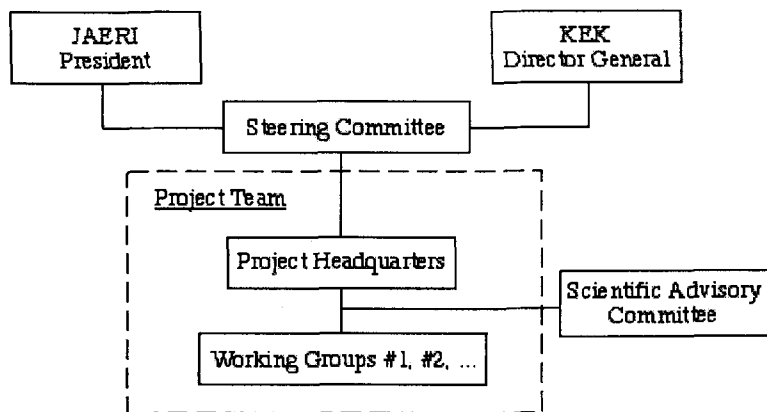 JAERI
President
KEK
Director General
Steering Committee
Project Team
Project Headquarters
Scientific Advisory
Committee
Working Groups #1, #2, ...